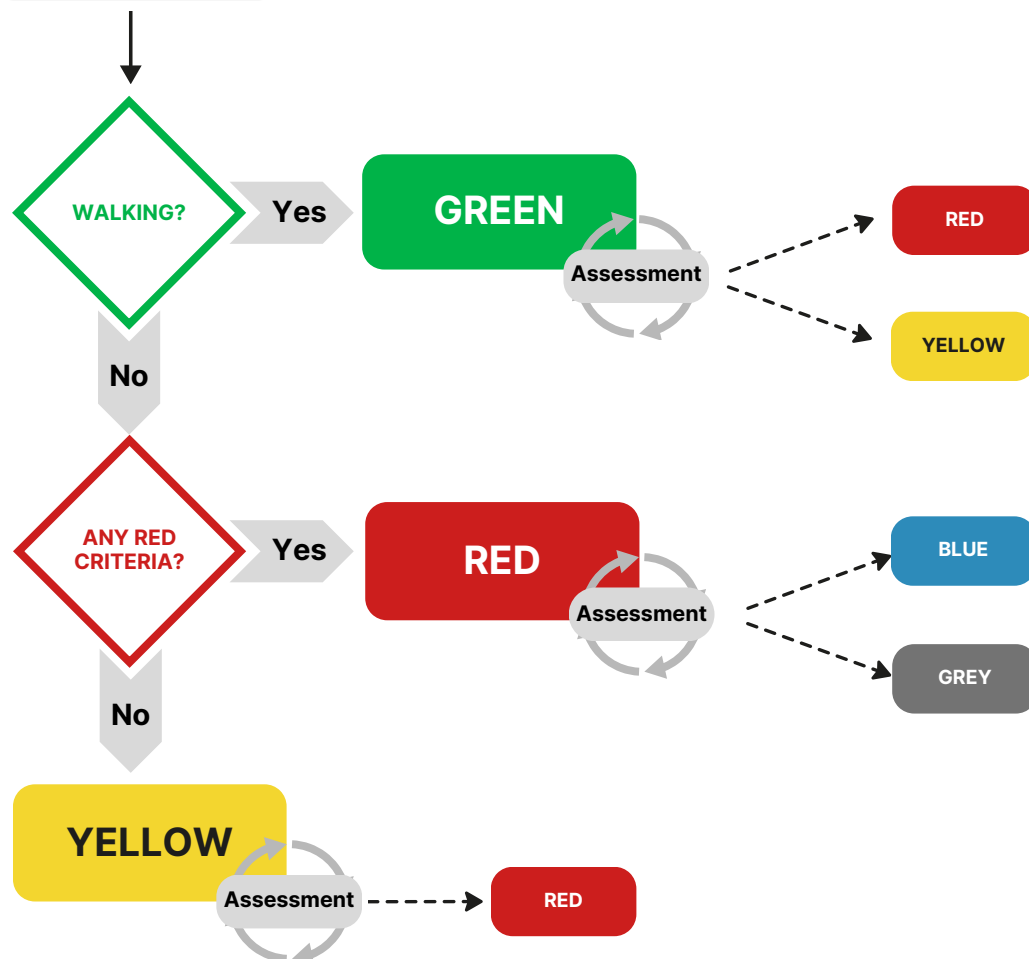 WALKING?
Yes
GREEN
Assessment
RED
YELLOW
No
ANY RED
CRITERIA?
Yes
RED
Assessment
BLUE
GREY
No
YELLOW
Assessment
RED